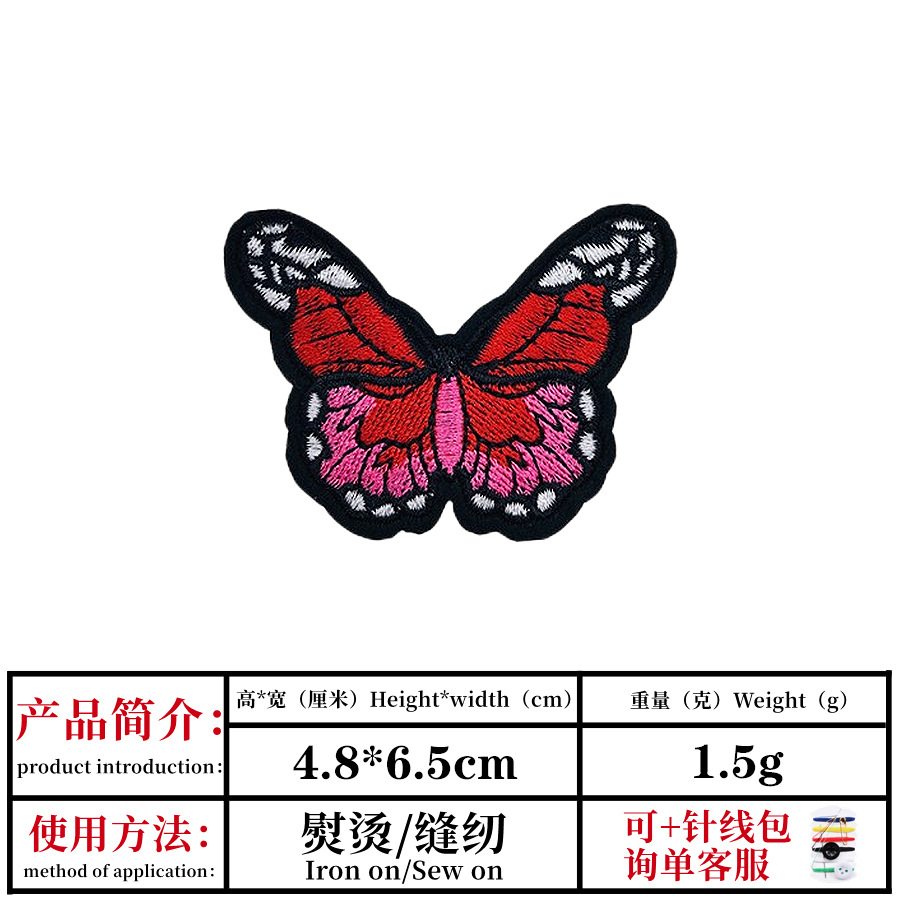 产品简介：
product introduction：
高*宽（厘米）Height*width（cm）
重量（克）Weight（g）
4.8*6.5cm
1.5g
使用方法：
method of application：
熨烫/缝纫
Iron on/Sew on
可+针线包
询单客服